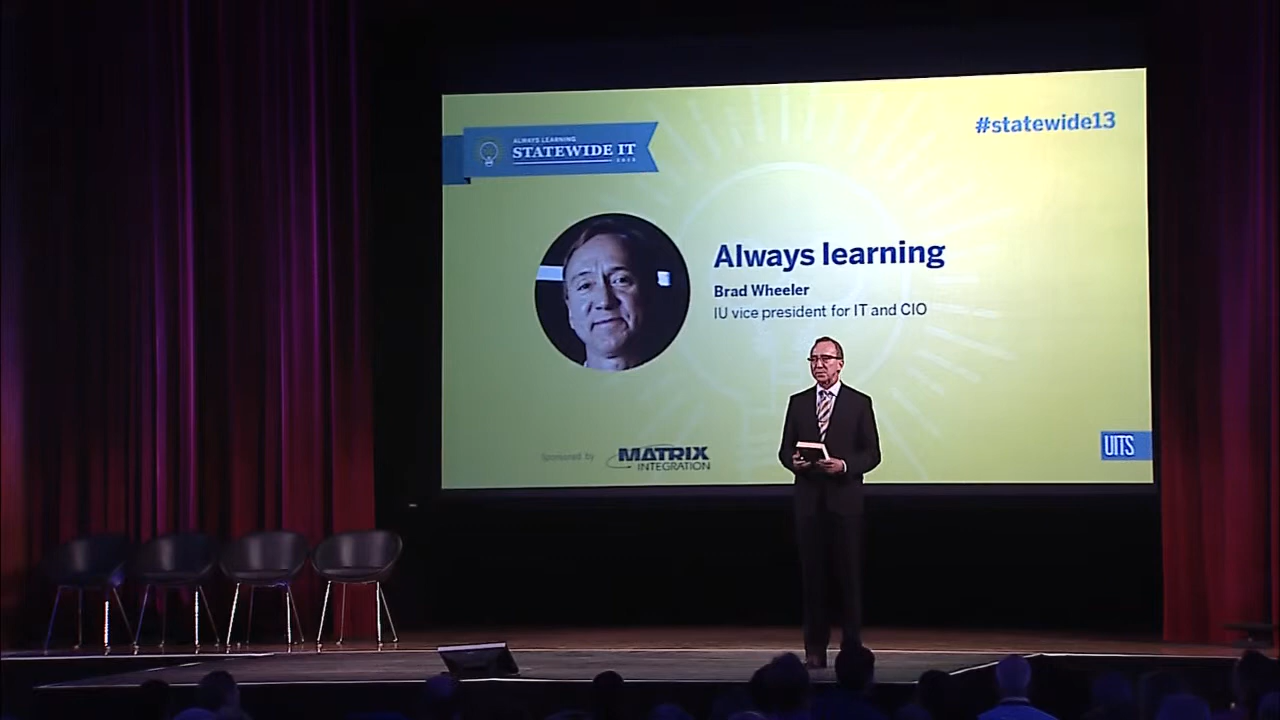 #statewide13
ALWAYS LEARNING
STATEWIDE IT
2013
Always learning
Brad Wheeler
IU vice president for IT and CIO
Sponsored by
MATRIX
INTEGRATION
UITS